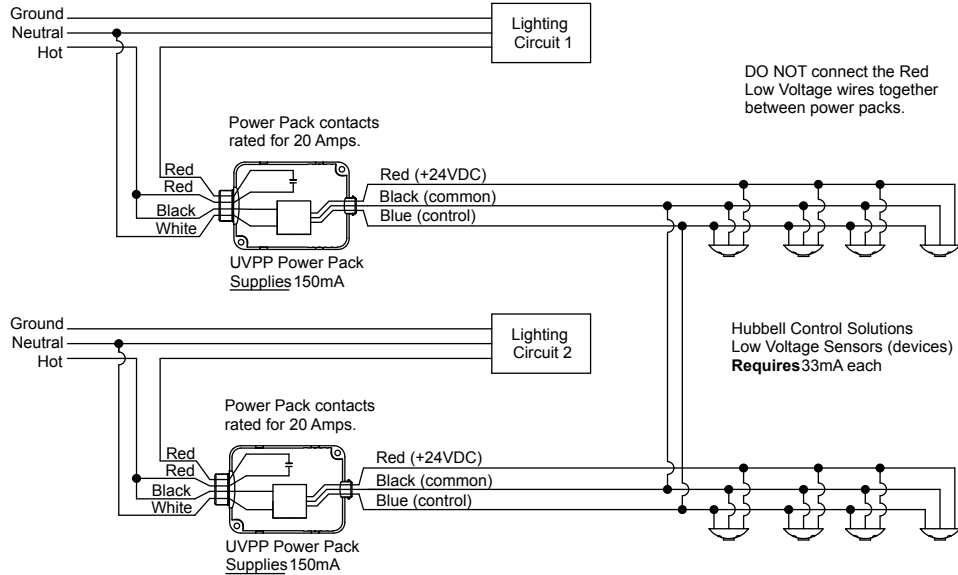 Ground
Neutral
Hot
Lighting
Circuit 1
DO NOT connect the Red
Low Voltage wires together
between power packs.
Power Pack contacts
rated for 20 Amps.
Red
Red
Black
White
Red (+24VDC)
Black (common)
Blue (control)
UVPP Power Pack
Supplies 150mA
Ground
Neutral
Hot
Lighting
Circuit 2
Hubbell Control Solutions
Low Voltage Sensors (devices)
Requires 33mA each
Power Pack contacts
rated for 20 Amps.
Red
Red
Black
White
Red (+24VDC)
Black (common)
Blue (control)
UVPP Power Pack
Supplies 150mA